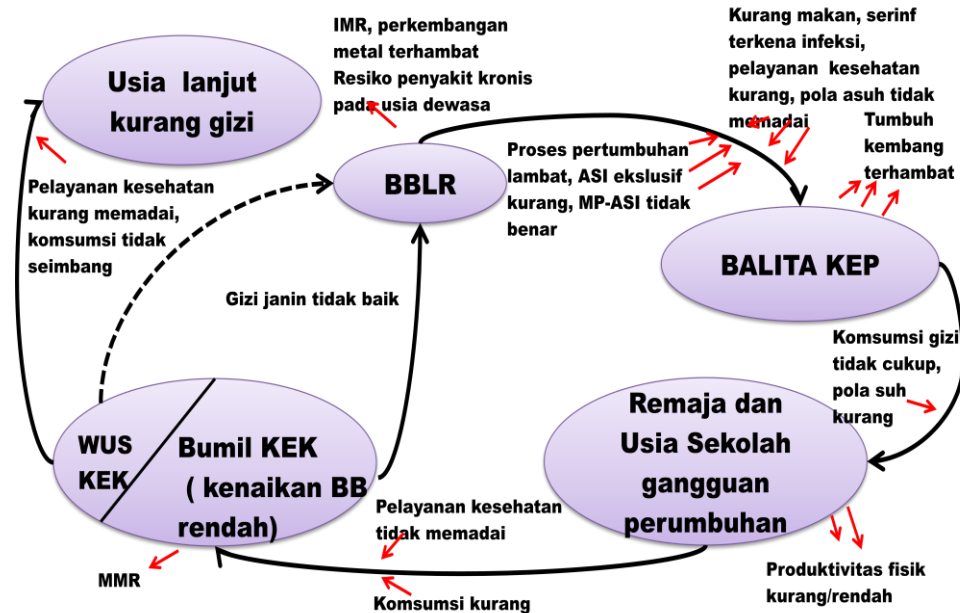 Usia lanjut
kurang gizi
IMR, perkembangan
metal terhambat
Resiko penyakit kronis
pada usia dewasa
Kurang makan, serinf
terkena infeksi,
pelayanan kesehatan
kurang, pola asuh tidak
memadai
Tumbuh
kembang
terhambat
BBLR
Proses pertumbuhan
lambat, ASI ekslusif
kurang, MP-ASI tidak
benar
Pelayanan kesehatan
kurang memadai,
komsumsi tidak
seimbang
BALITA KEP
Gizi janin tidak baik
Komsumsi gizi
tidak cukup,
pola suh
kurang
WUS
KEK
Bumil KEK
( kenaikan BB
rendah)
Remaja dan
Usia Sekolah
gangguan
perumbuhan
Pelayanan kesehatan
tidak memadai
MMR
Komsumsi kurang
Produktivitas fisik
kurang/rendah